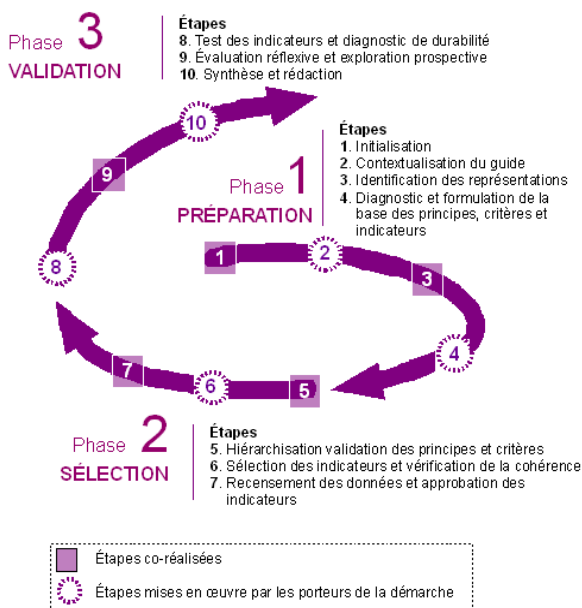 Phase 3
VALIDATION
Étapes
8. Test des indicateurs et diagnostic de durabilité
9. Évaluation réflexive et exploration prospective
10. Synthèse et rédaction
10
9
8
Phase 1
PRÉPARATION
Étapes
1. Initialisation
2. Contextualisation du guide
3. Identification des représentations
4. Diagnostic et formulation de la
base des principes, critères et
indicateurs
1
2
3
4
7
6
5
Phase 2
SÉLECTION
Étapes
5. Hiérarchisation validation des principes et critères
6. Sélection des indicateurs et vérification de la cohérence
7. Recensement des données et approbation des
indicateurs
Étapes co-réalisées
Étapes mises en œuvre par les porteurs de la démarche